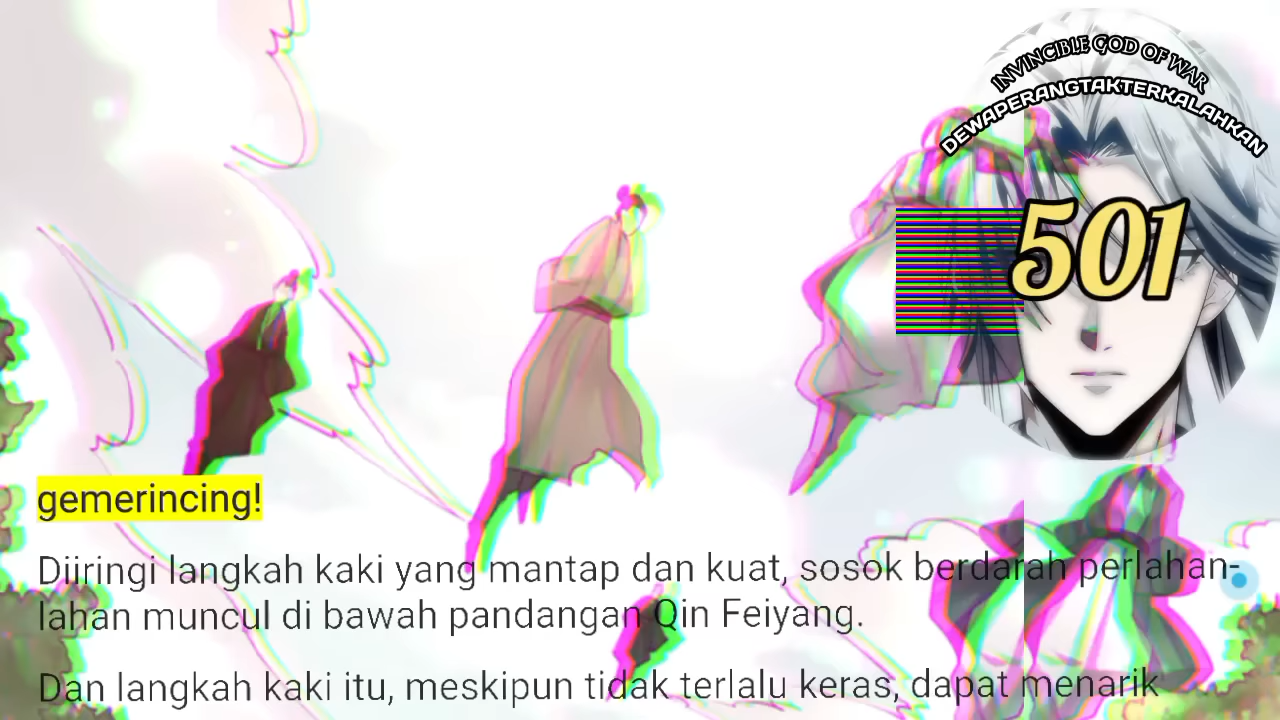 INVINCIBLE GOD OF WAR
DEWAPERANGTAKTERKALAHKAN
501
gemerincing!
Diiringi langkah kaki yang mantap dan kuat, sosok berdarah perlahan-
lahan muncul di bawah pandangan Qin Feiyang.
Dan langkah kaki itu, meskipun tidak terlalu keras, dapat menarik